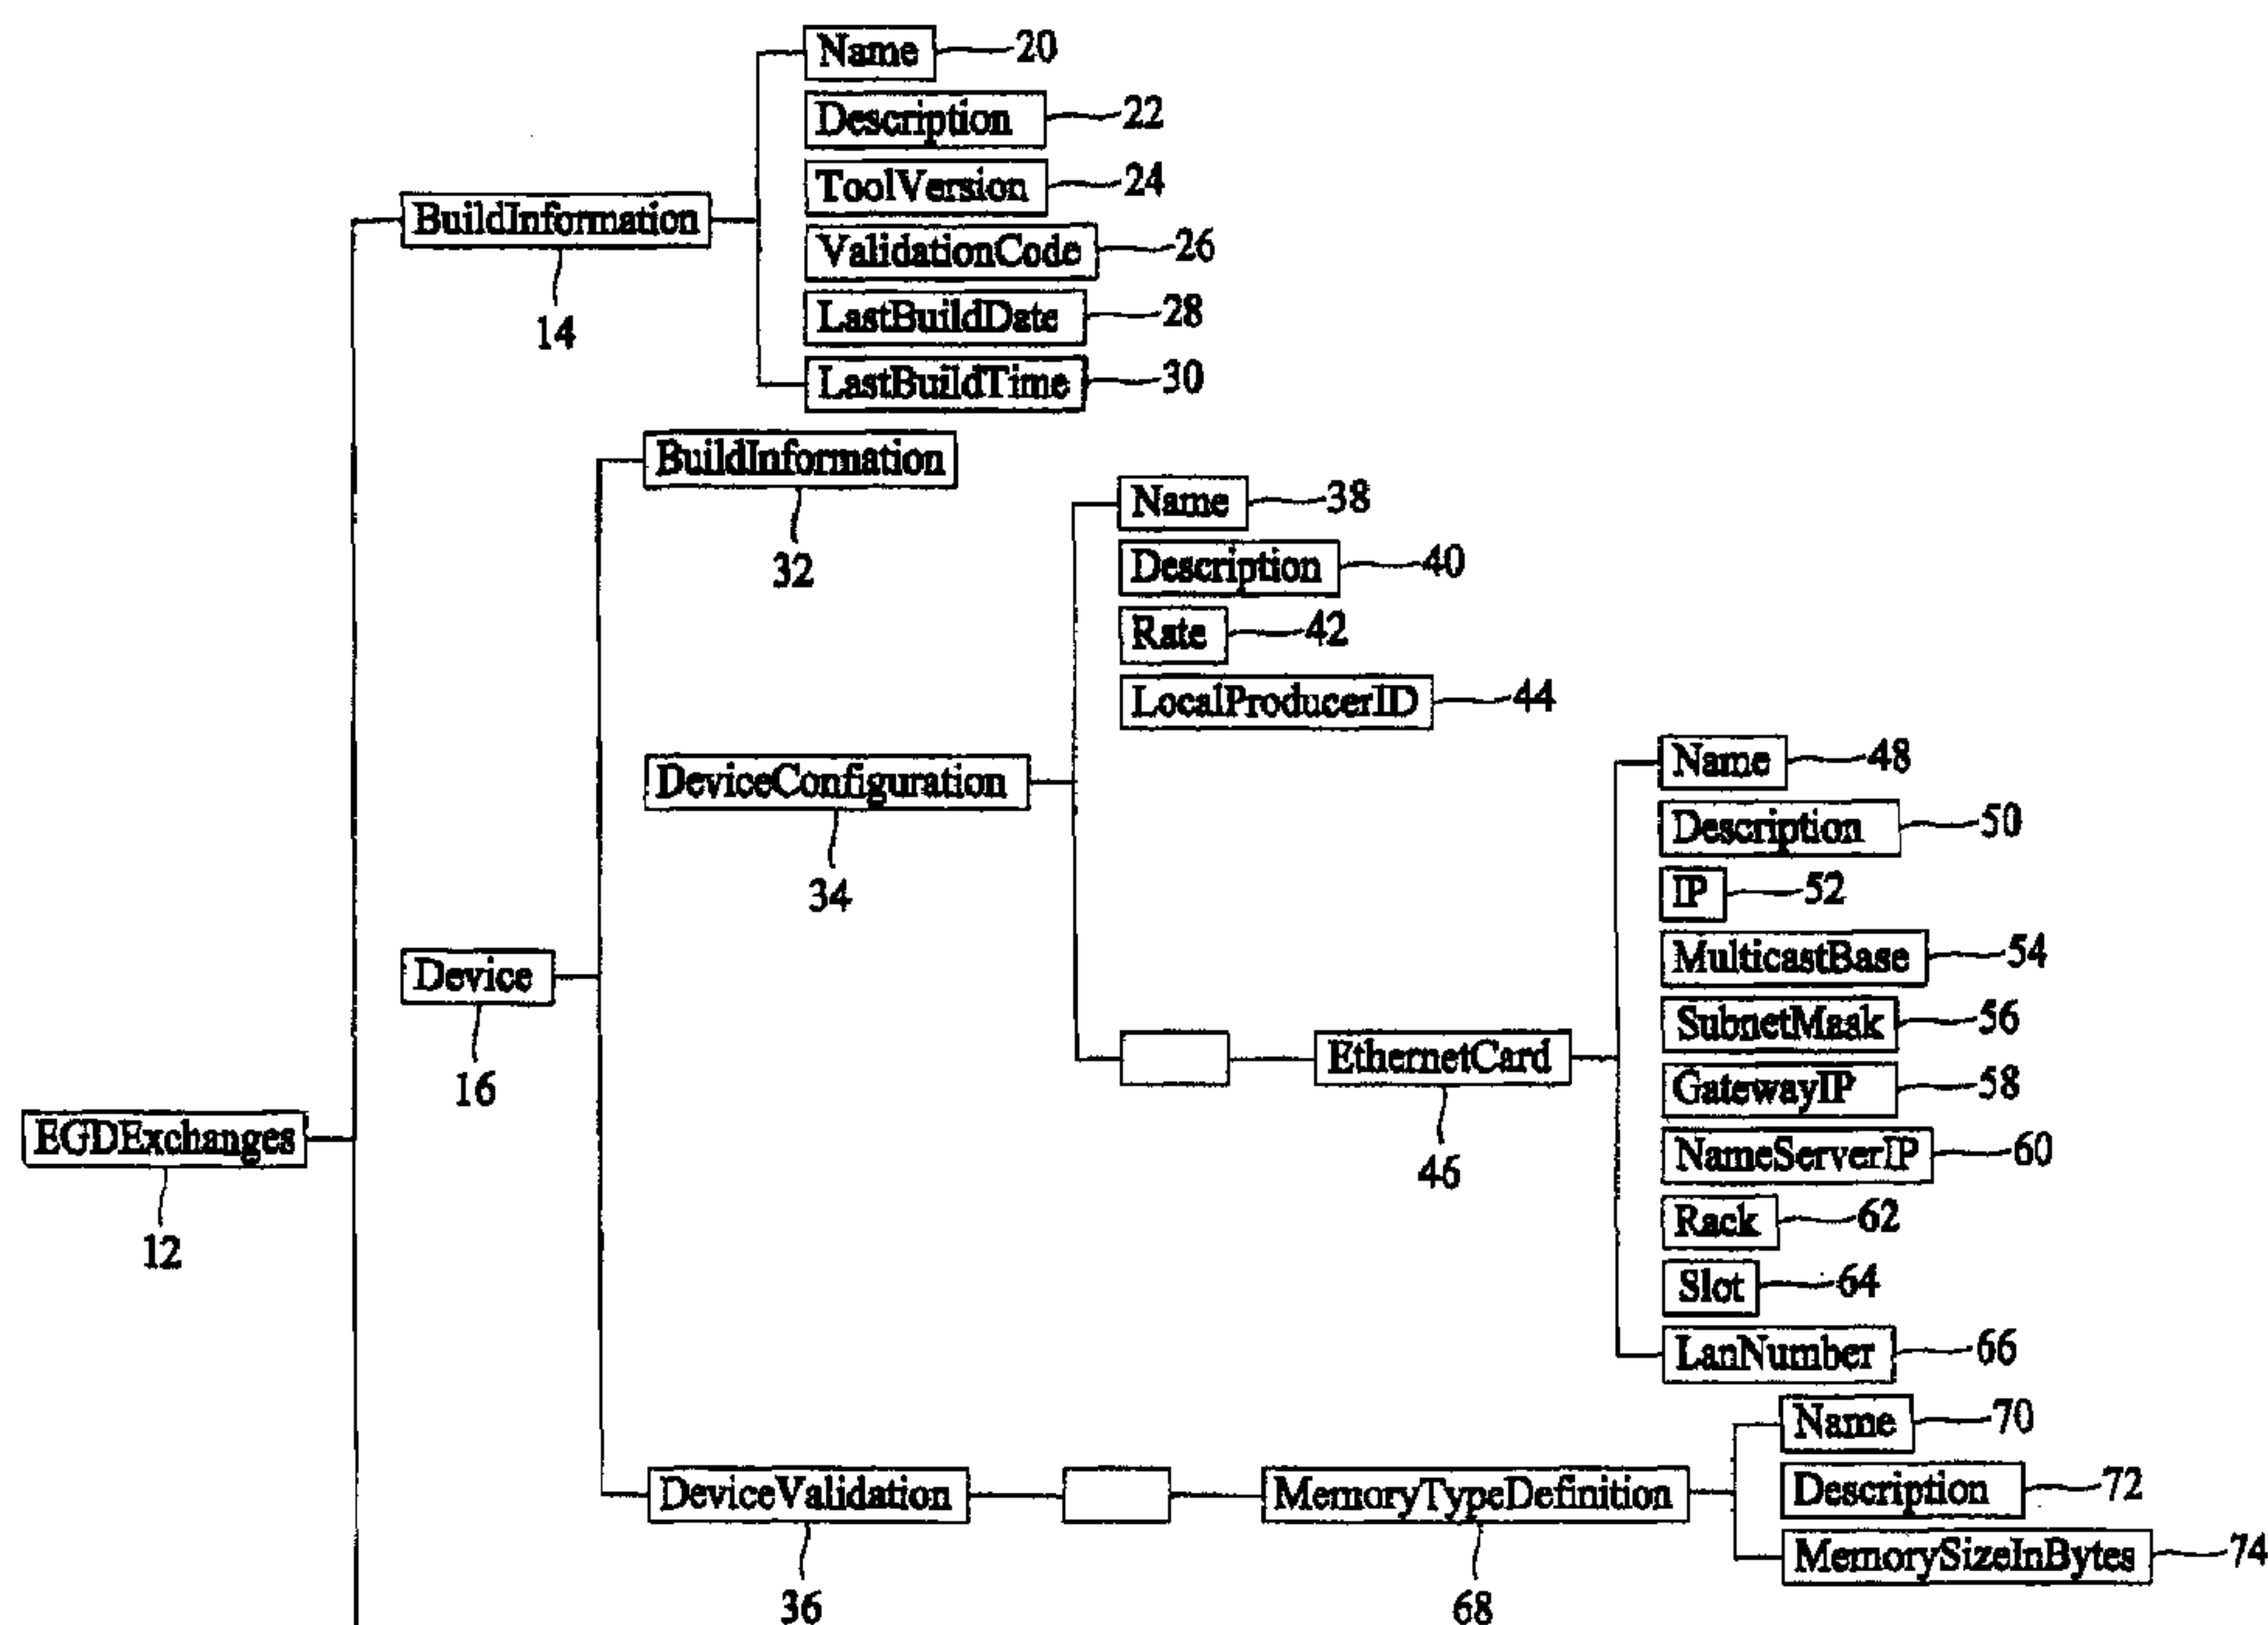 Name 20
Description 22
ToolVersion 24
BuildInformation 14
ValidationCode 26
LastBuildDate 28
LastBuildTime 30
BuildInformation 32
Name 38
Description 40
Rate 42
LocalProducerID 44
DeviceConfiguration 34
Name 48
Description 50
IP 52
MulticastBase 54
Device 16
SubnetMask 56
EthernetCard 46
GatewayIP 58
EGDExchanges 12
NameServerIP 60
Rack 62
Slot 64
LanNumber 66
Name 70
DeviceValidation 36
MemoryTypeDefinition 68
Description 72
MemorySizeInBytes 74